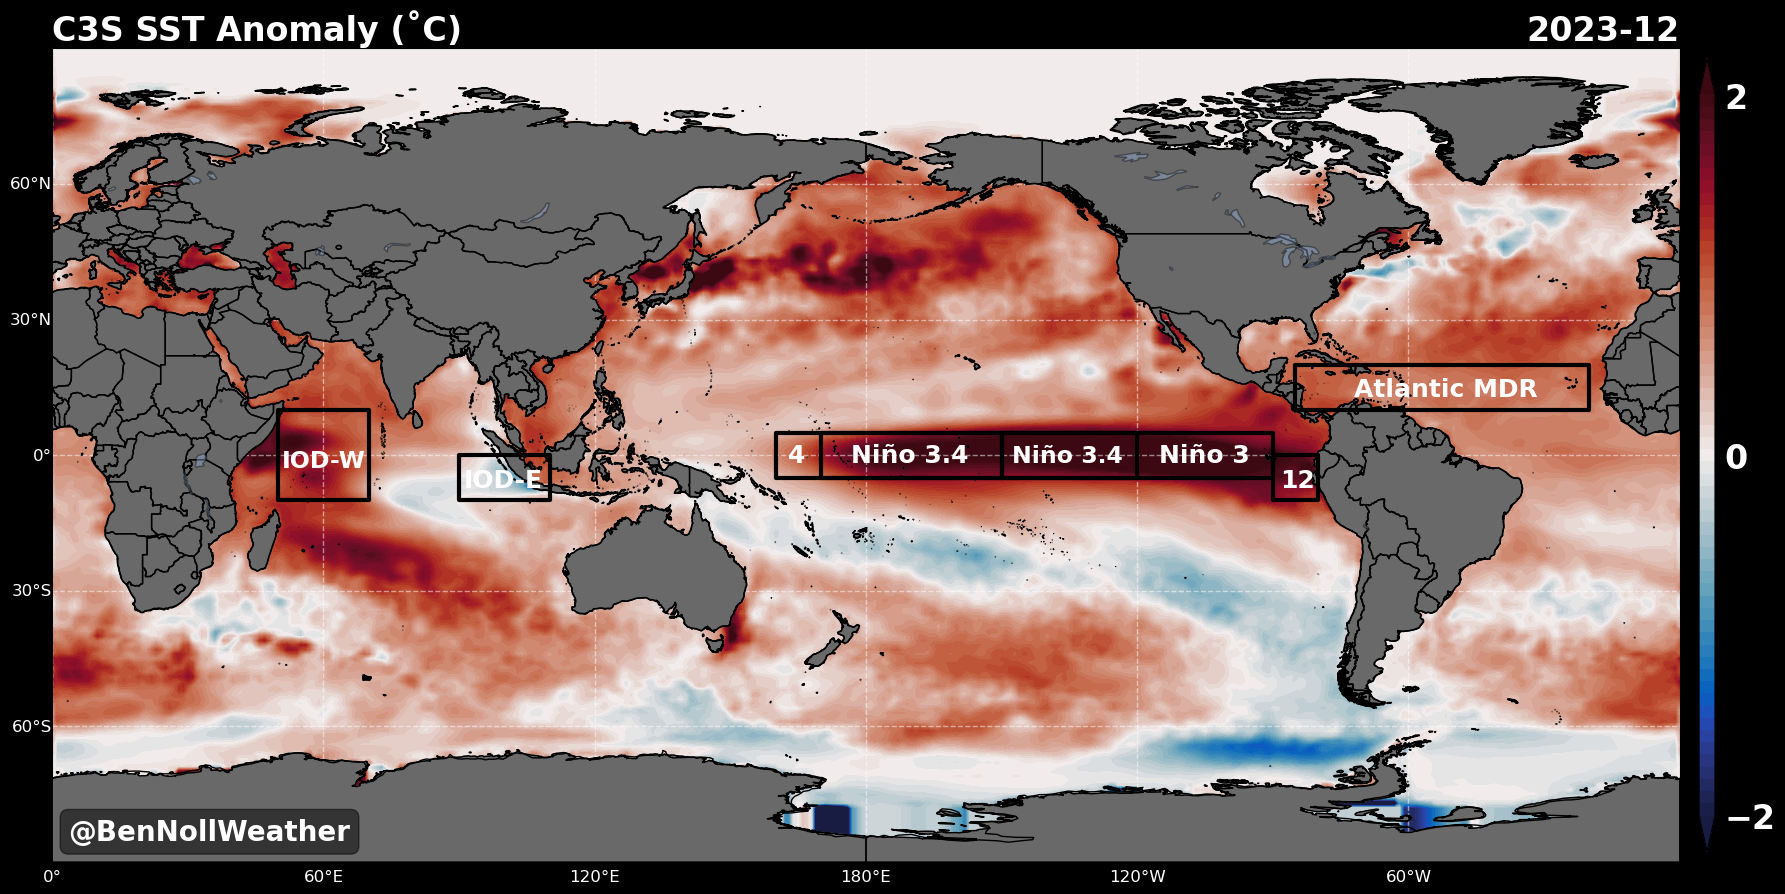 C3S SST Anomaly (˚C)
2023-12
2
60°N
30°N
Atlantic MDR
0°
IOD-W
4
Niño 3.4
Niño 3.4
Niño 3
0
IOD-E
12
30°S
60°S
−2
@BenNollWeather
0°
60°E
120°E
180°E
120°W
60°W